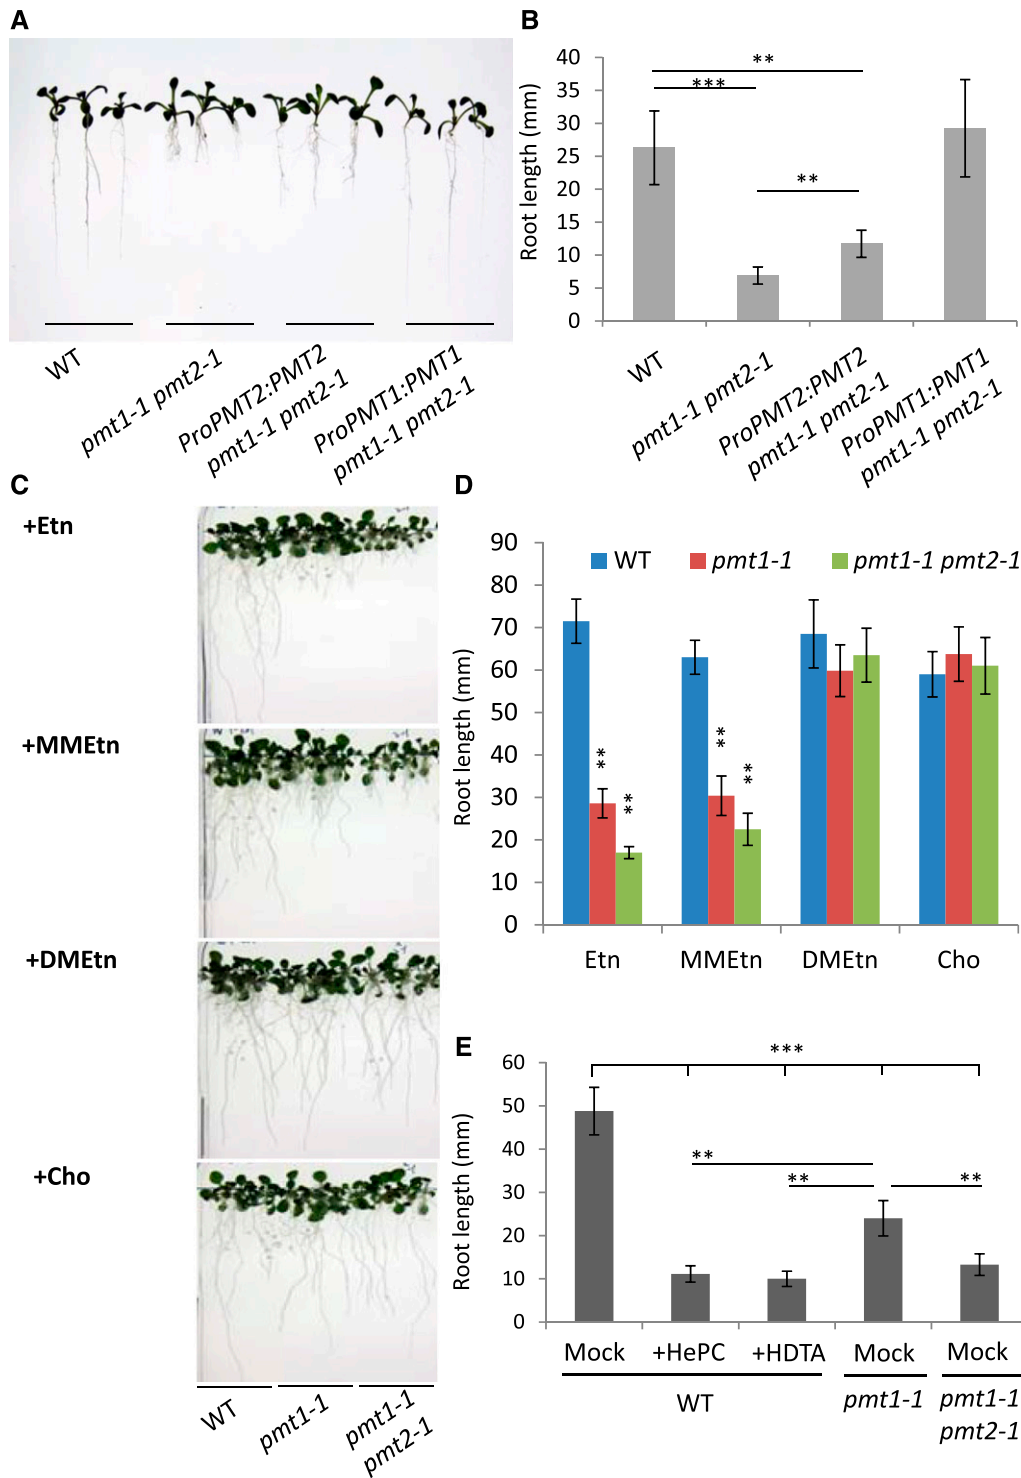 A
WT
pmt1-1 pmt2-1
ProPMT2:PMT2
pmt1-1 pmt2-1
ProPMT1:PMT1
pmt1-1 pmt2-1
B
Root length (mm)
40
35
30
25
20
15
10
5
0
**
***
**
WT
pmt1-1 pmt2-1
ProPMT2:PMT2
pmt1-1 pmt2-1
ProPMT1:PMT1
pmt1-1 pmt2-1
C
+Etn
+MMEtn
+DMEtn
+Cho
WT
pmt1-1
pmt1-1
pmt2-1
D
Root length (mm)
90
80
70
60
50
40
30
20
10
0
WT
pmt1-1
pmt1-1 pmt2-1
**
**
**
**
Etn
MMEtn
DMEtn
Cho
E
Root length (mm)
60
50
40
30
20
10
0
***
**
**
**
Mock
+HePC
+HDTA
Mock
Mock
WT
pmt1-1
pmt1-1
pmt2-1